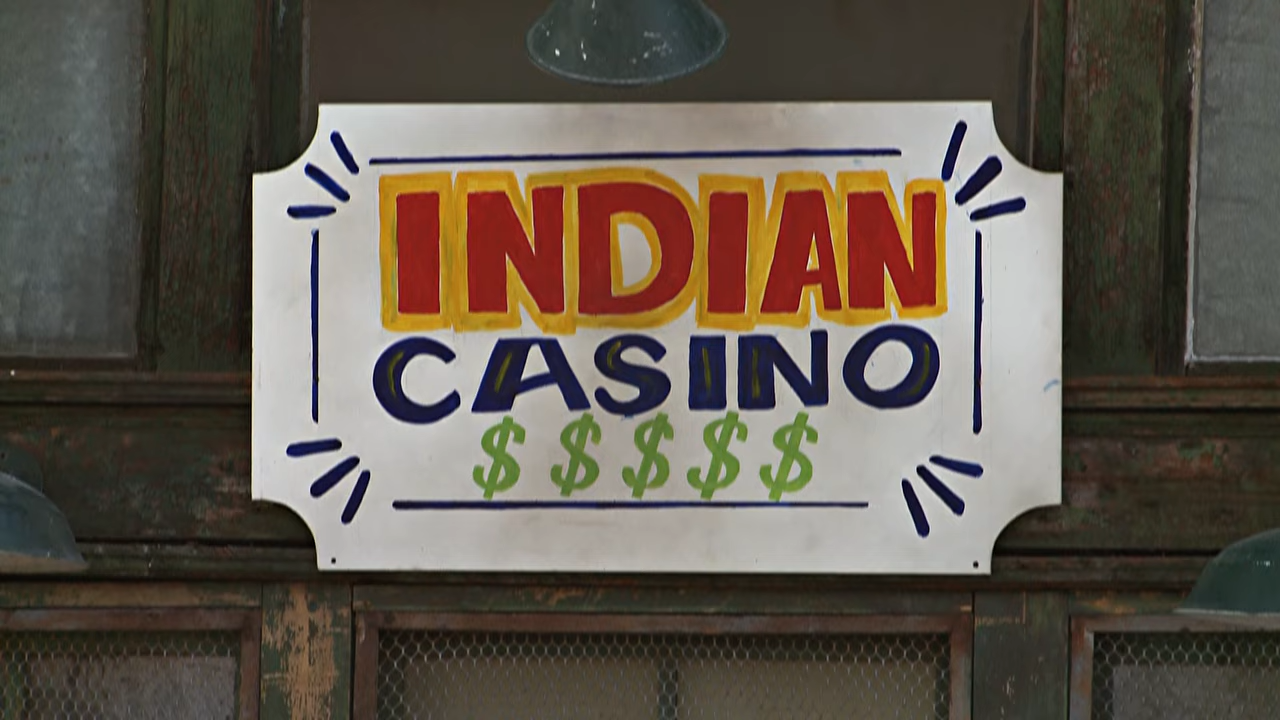 INDIAN
CASINO
$ $ $ $ $